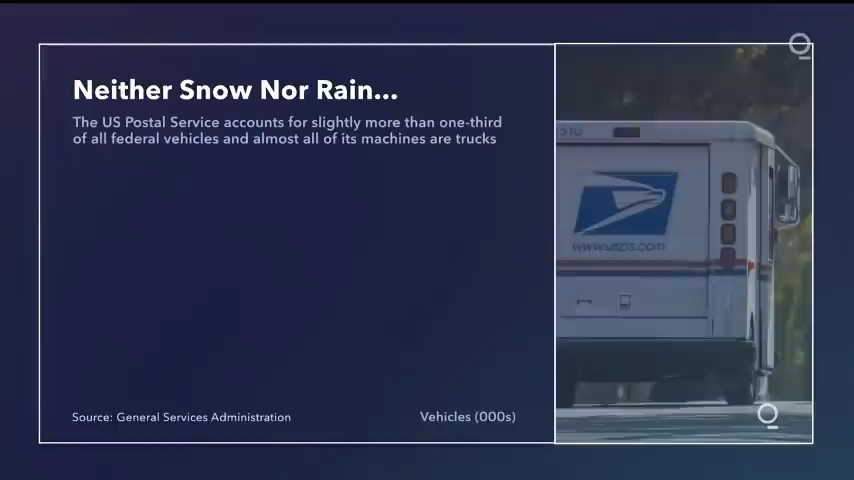 Neither Snow Nor Rain...
The US Postal Service accounts for slightly more than one-third
of all federal vehicles and almost all of its machines are trucks
www.usps.com
Source: General Services Administration
Vehicles (000s)